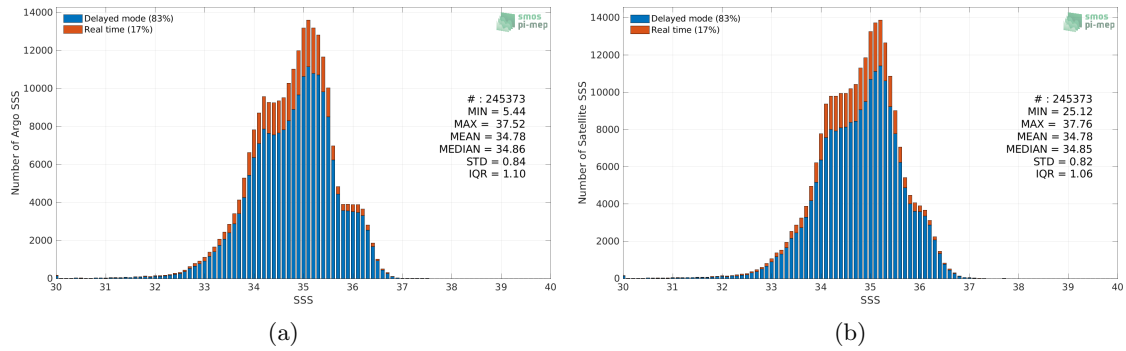 Delayed mode (83%)
Real time (17%)
smos
pi-mep
# : 245373
MIN = 5.44
MAX = 37.52
MEAN = 34.78
MEDIAN = 34.86
STD = 0.84
IQR = 1.10
Number of Argo SSS
14000
12000
10000
8000
6000
4000
2000
0
30 31 32 33 34 35 36 37 38 39 40
SSS
(a)
Delayed mode (83%)
Real time (17%)
smos
pi-mep
# : 245373
MIN = 25.12
MAX = 37.76
MEAN = 34.78
MEDIAN = 34.85
STD = 0.82
IQR = 1.06
Number of Satellite SSS
14000
12000
10000
8000
6000
4000
2000
0
30 31 32 33 34 35 36 37 38 39 40
SSS
(b)